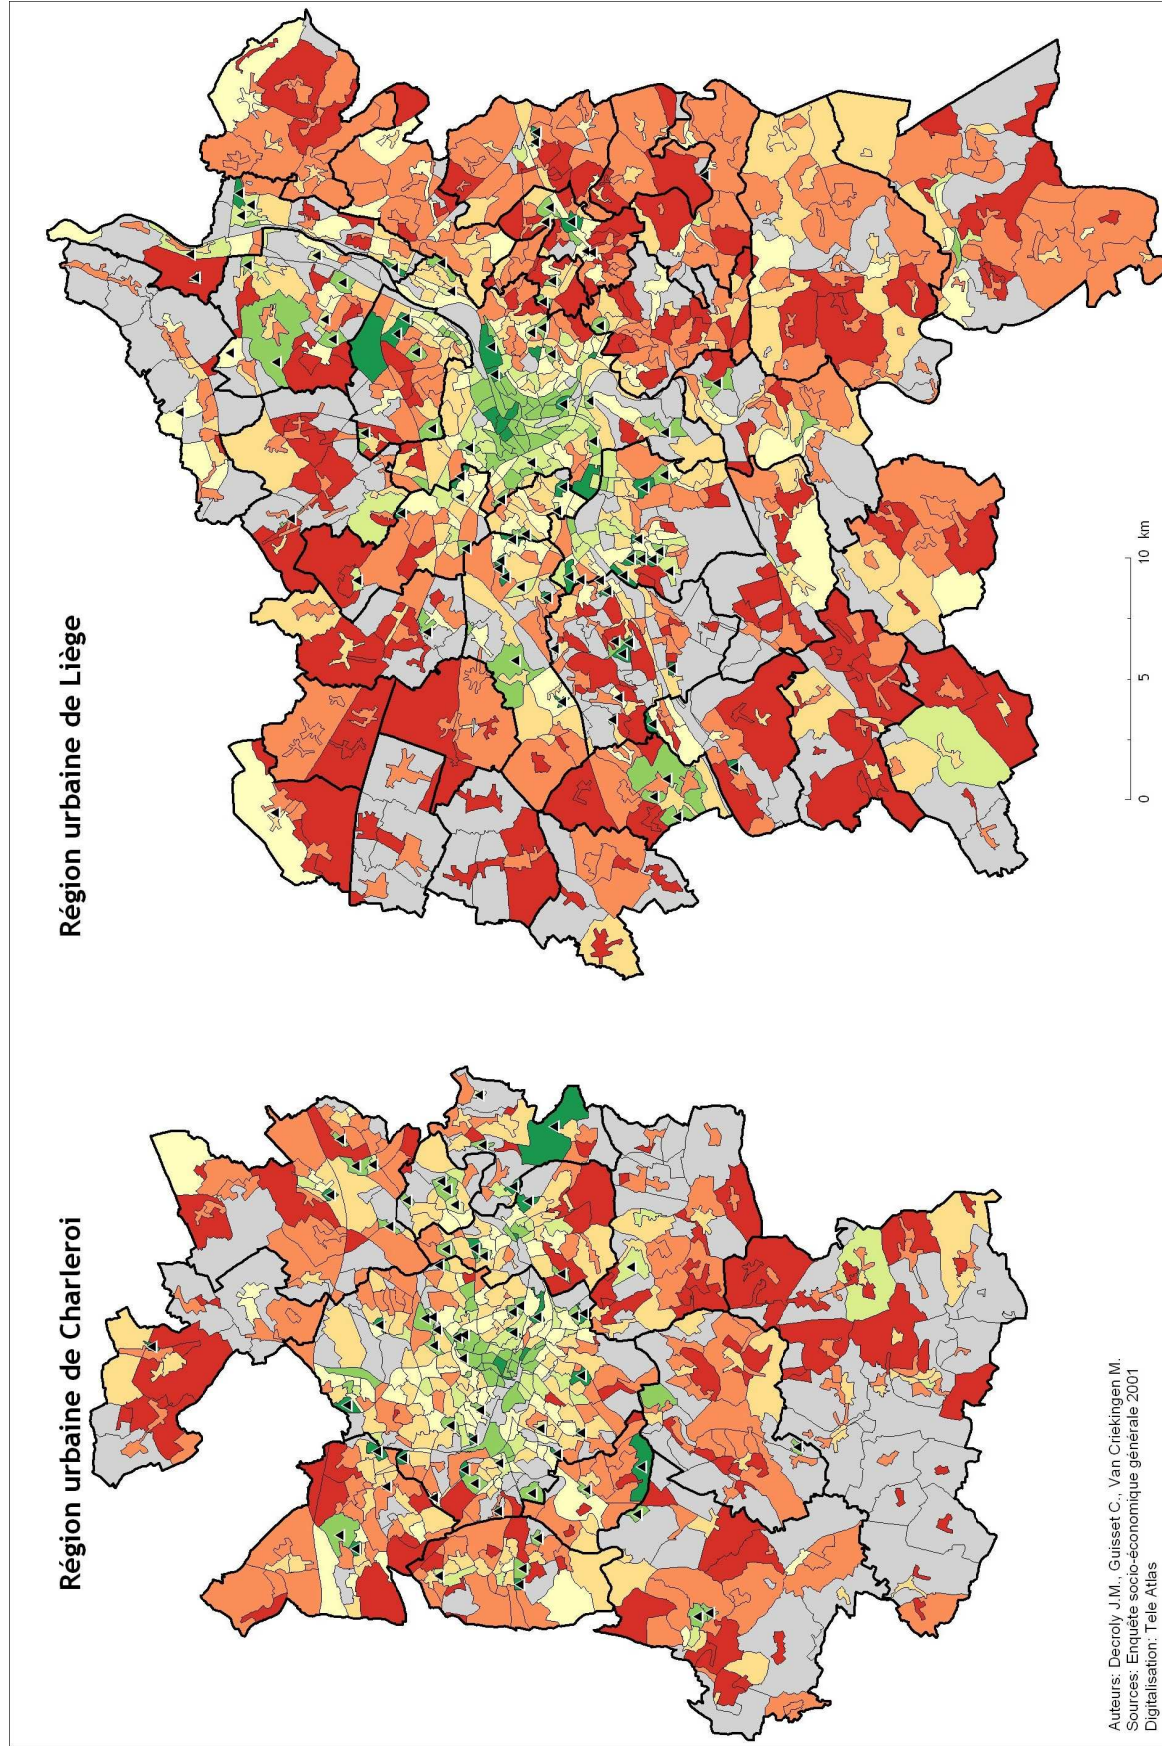 Région urbaine de Charleroi
Région urbaine de Liège
0 5 10 km
Auteurs: Decroly J.M., Guisset C., Van Criekingen M.
Sources: Enquête socio-économique générale 2001
Digitalisation: Tele Atlas